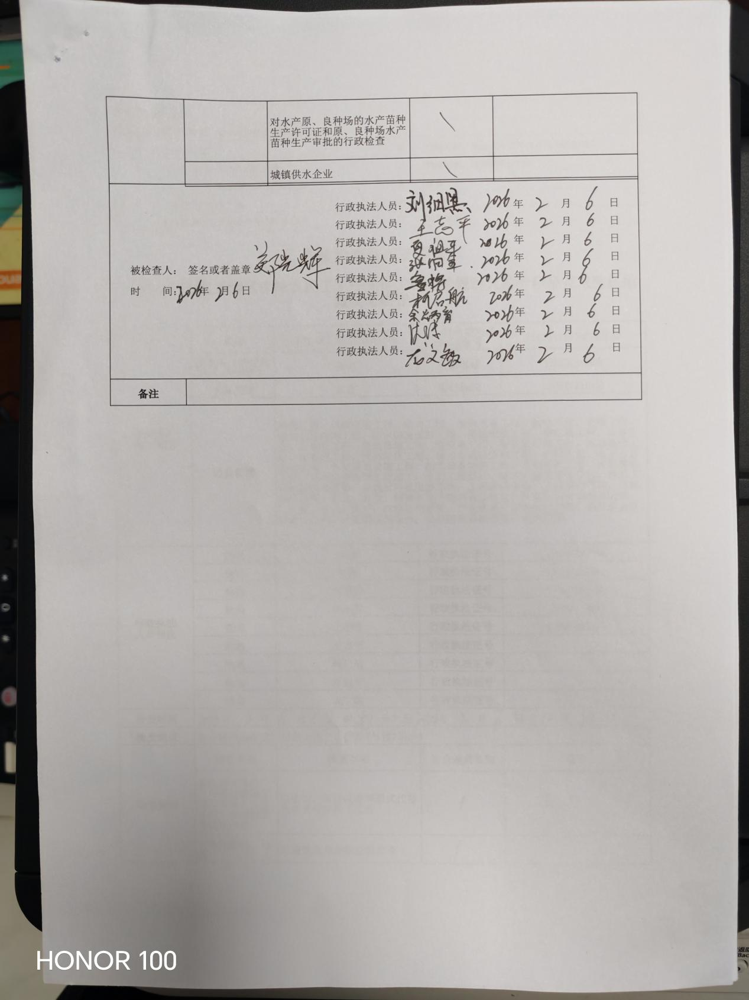 对水产原、良种场的水产苗种
生产许可证和原、良种场水产
苗种生产审批的行政检查
城镇供水企业
行政执法人员: 刘细黑 2026年 2 月 6 日
行政执法人员: 王志平 2026年 2 月 6 日
行政执法人员: 2026年 2 月 6 日
行政执法人员: 2026年 2 月 6 日
行政执法人员: 2026年 2 月 6 日
行政执法人员: 柯君航 2026年 2 月 6 日
行政执法人员: 2026年 2 月 6 日
行政执法人员: 2026年 2 月 6 日
行政执法人员: 龙文敏 2026年 2 月 6 日
被检查人: 签名或者盖章
时 间: 2026年 2月6日
备注
HONOR 100
返回
Bac